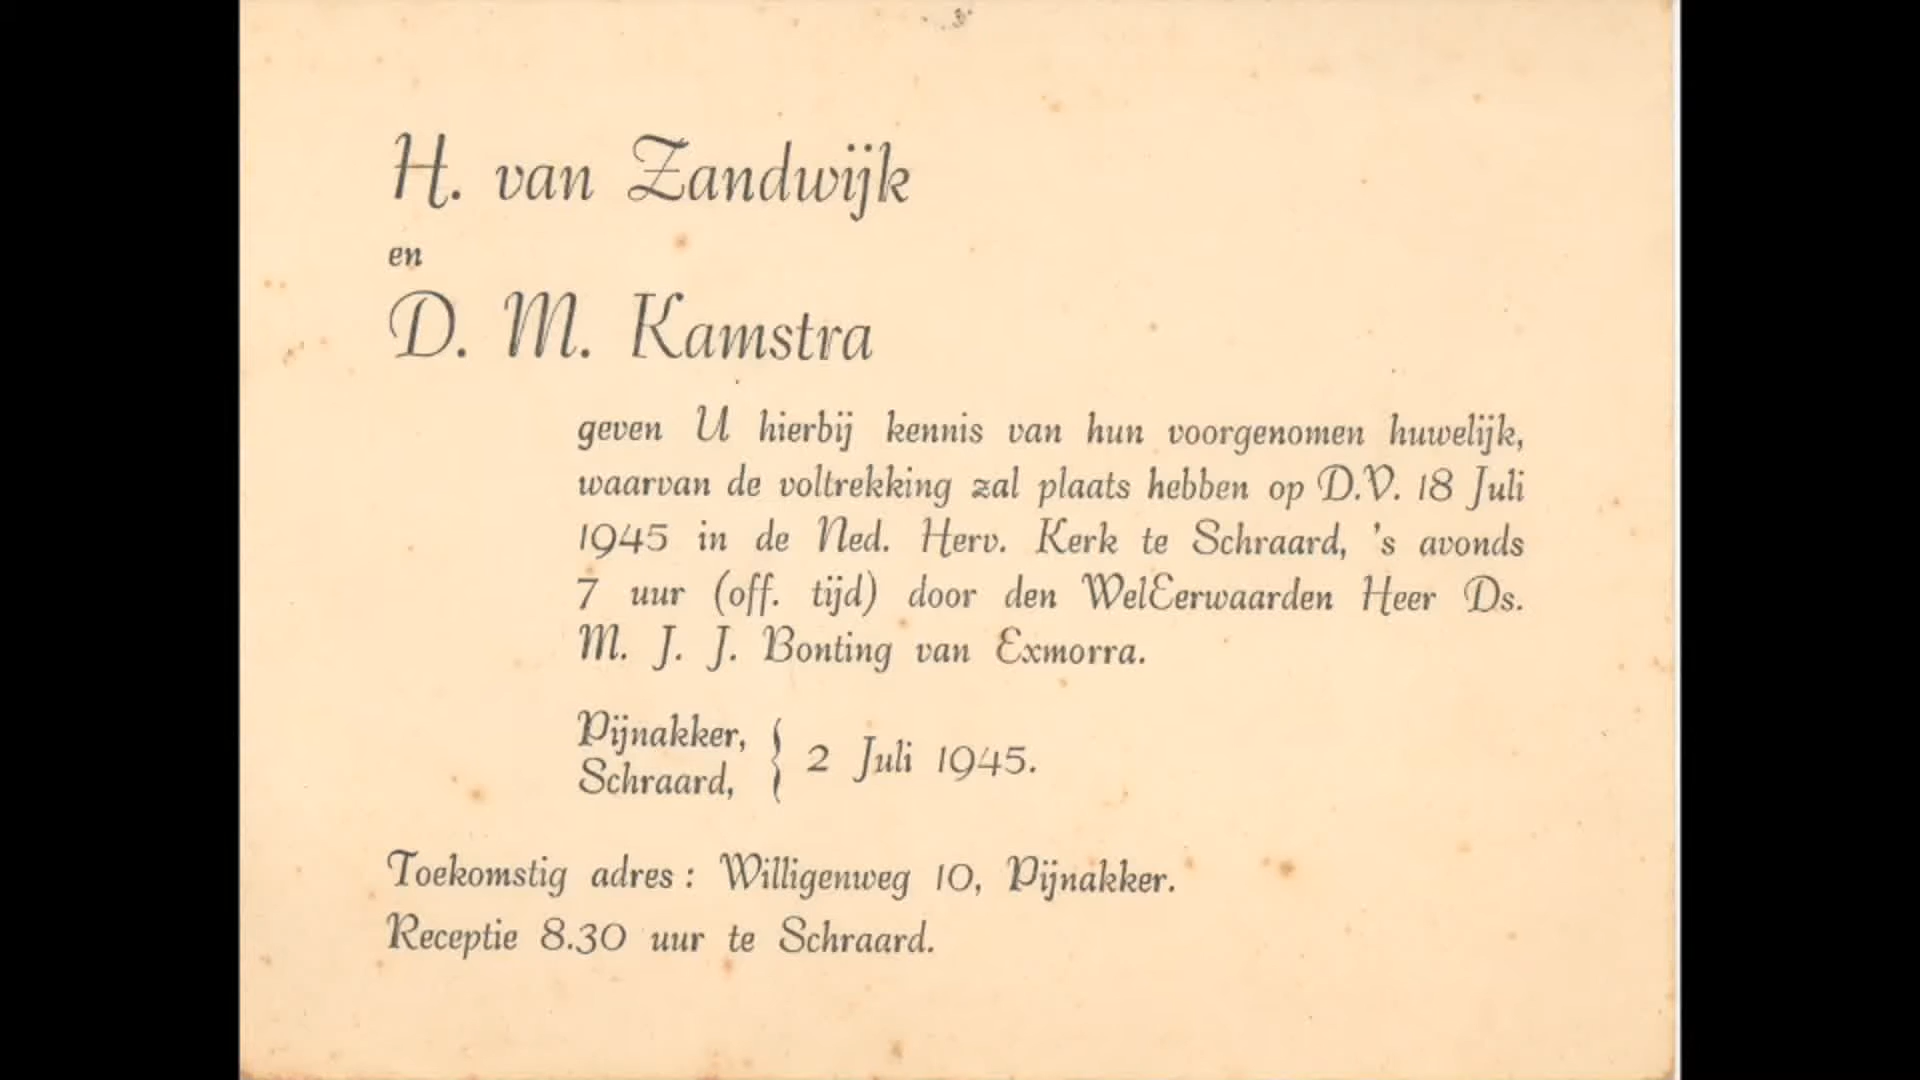 H. van Zandwijk
en
D. M. Kamstra
geven U hierbij kennis van hun voorgenomen huwelijk,
waarvan de voltrekking zal plaats hebben op D.V. 18 Juli
1945 in de Ned. Herv. Kerk te Schraard, 's avonds
7 uur (off. tijd) door den WelEerwaarden Heer Ds.
M. J. J. Bonting van Exmorra.
Pijnakker,
Schraard,
2 Juli 1945.
Toekomstig adres : Willigenweg 10, Pijnakker.
Receptie 8.30 uur te Schraard.